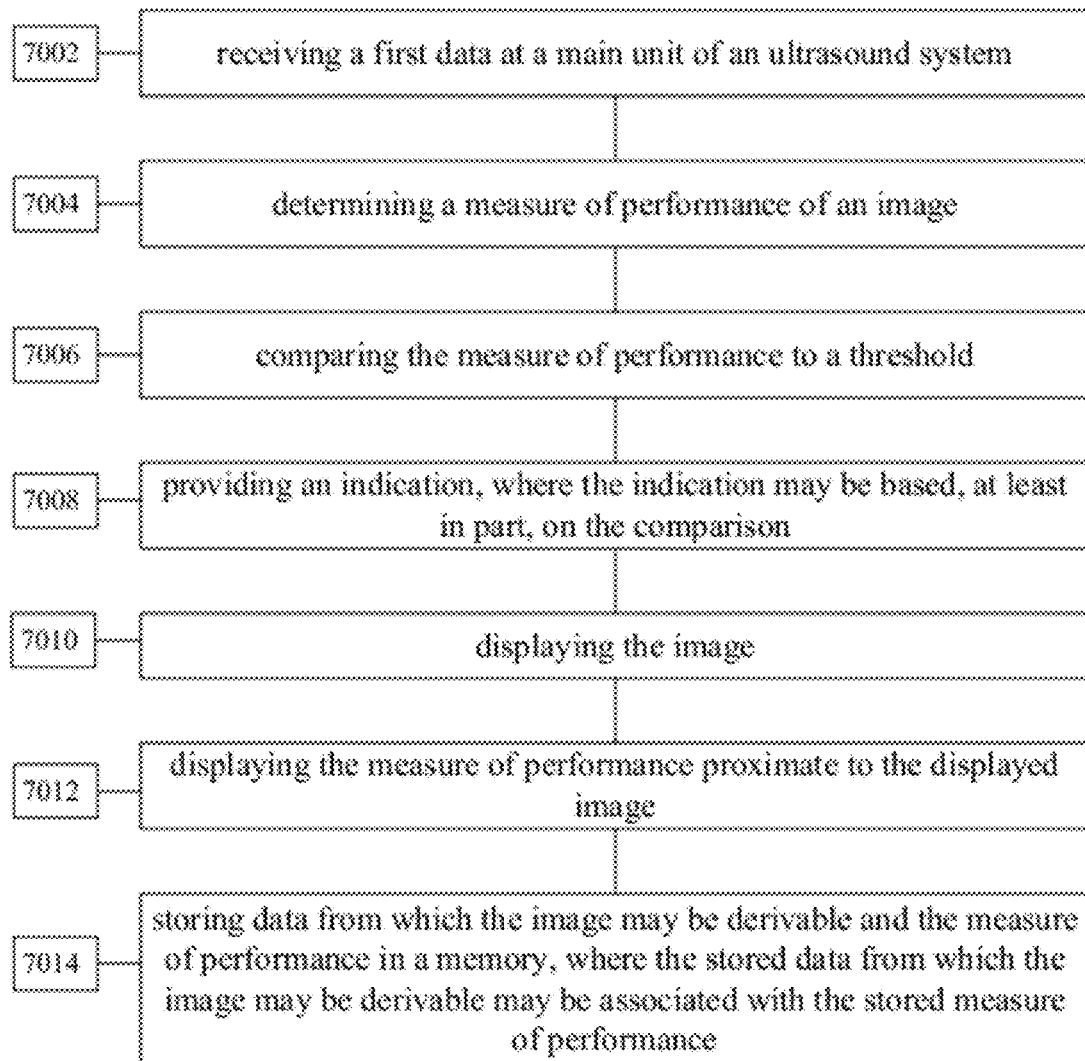 7002
receiving a first data at a main unit of an ultrasound system
7004
determining a measure of performance of an image
7006
comparing the measure of performance to a threshold
7008
providing an indication, where the indication may be based, at least
in part, on the comparison
7010
displaying the image
7012
displaying the measure of performance proximate to the displayed
image
7014
storing data from which the image may be derivable and the measure
of performance in a memory, where the stored data from which the
image may be derivable may be associated with the stored measure
of performance